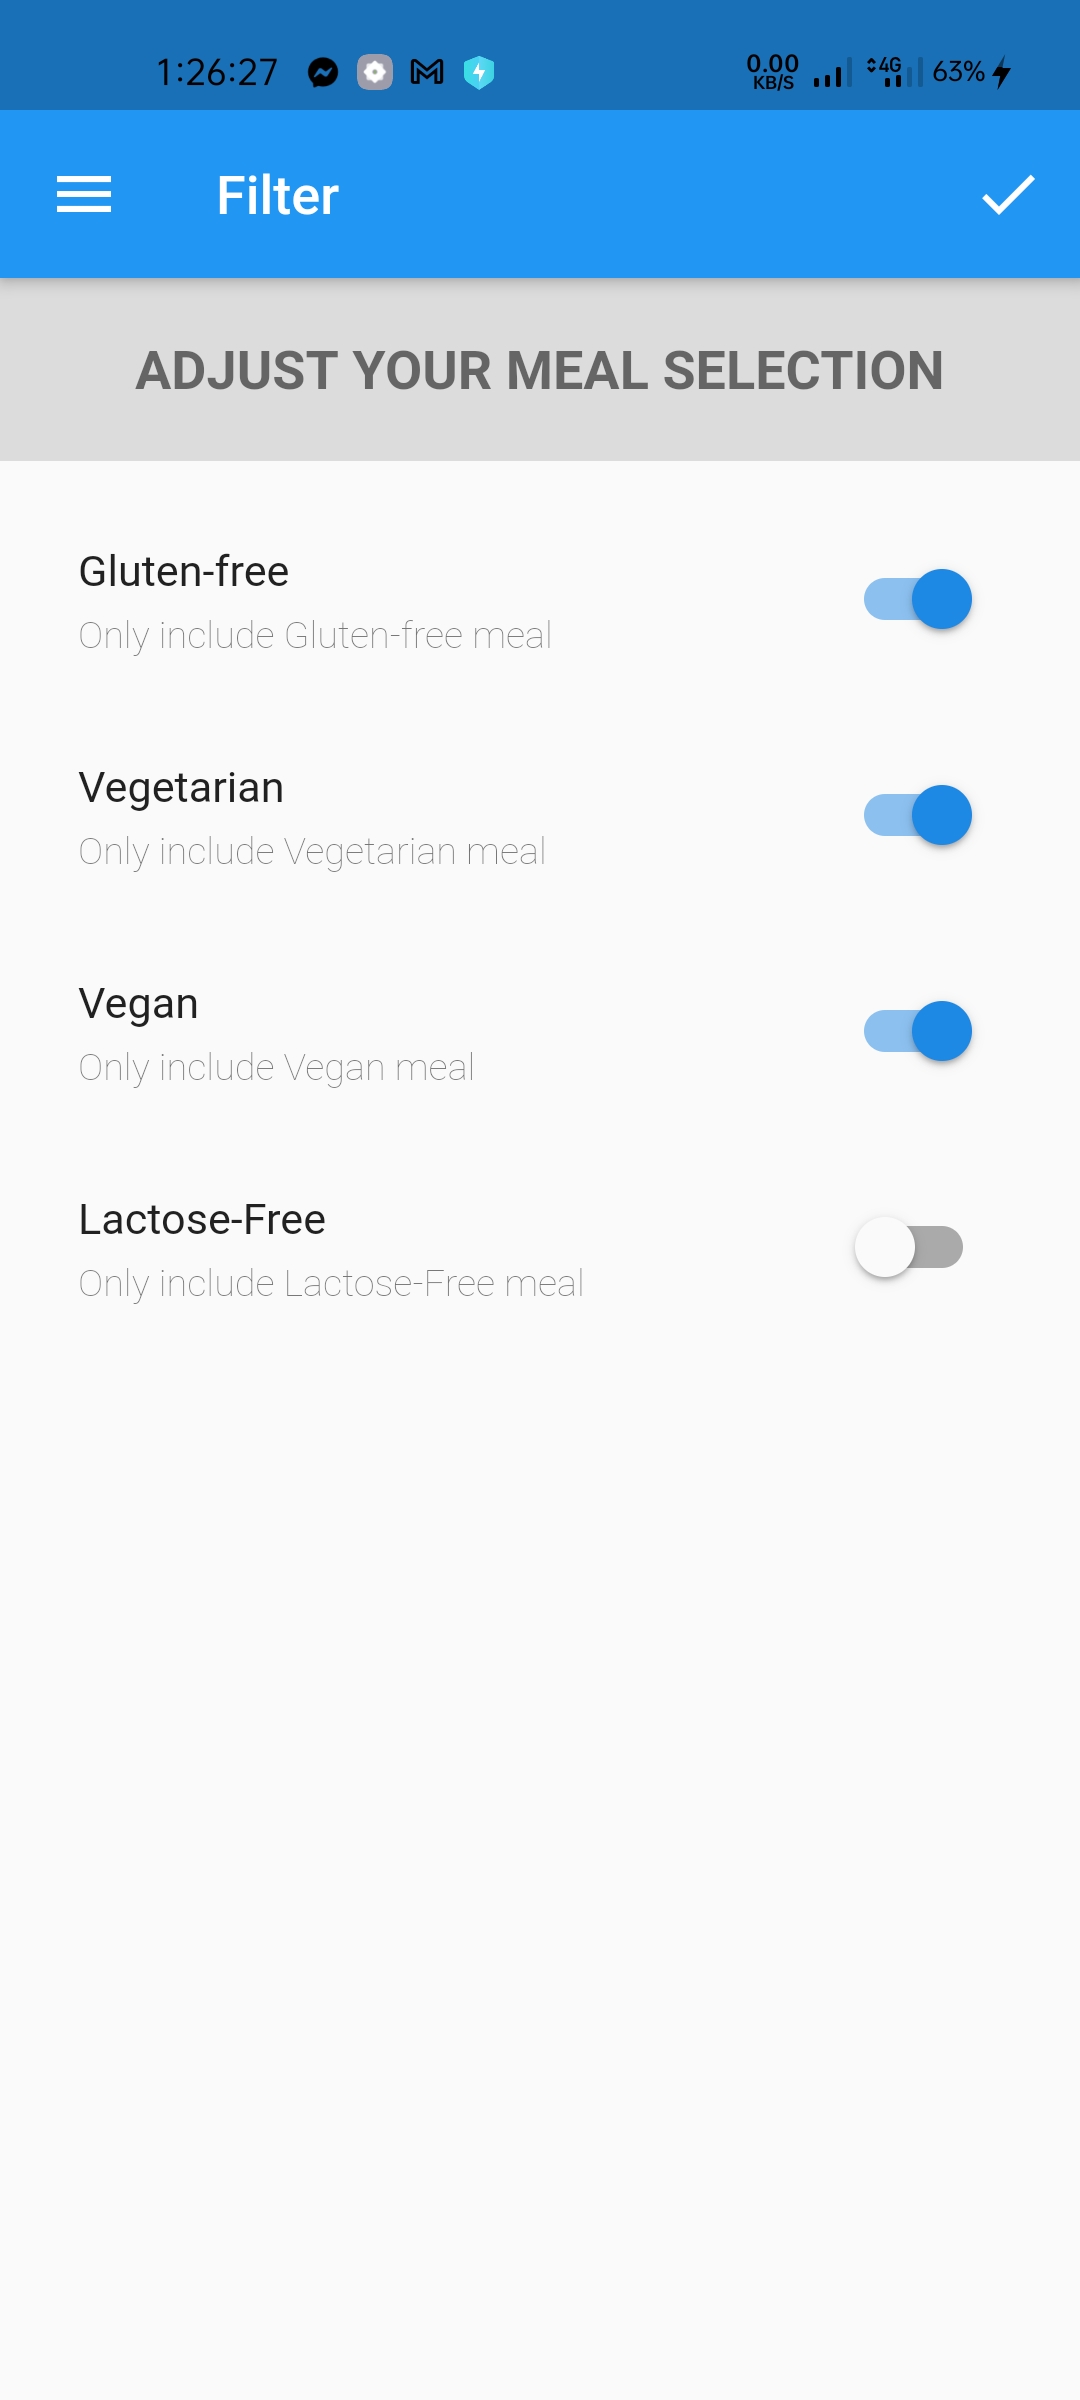 1:26:27 0.00 KB/S 4G 63%
Filter
ADJUST YOUR MEAL SELECTION
Gluten-free
Only include Gluten-free meal
Vegetarian
Only include Vegetarian meal
Vegan
Only include Vegan meal
Lactose-Free
Only include Lactose-Free meal